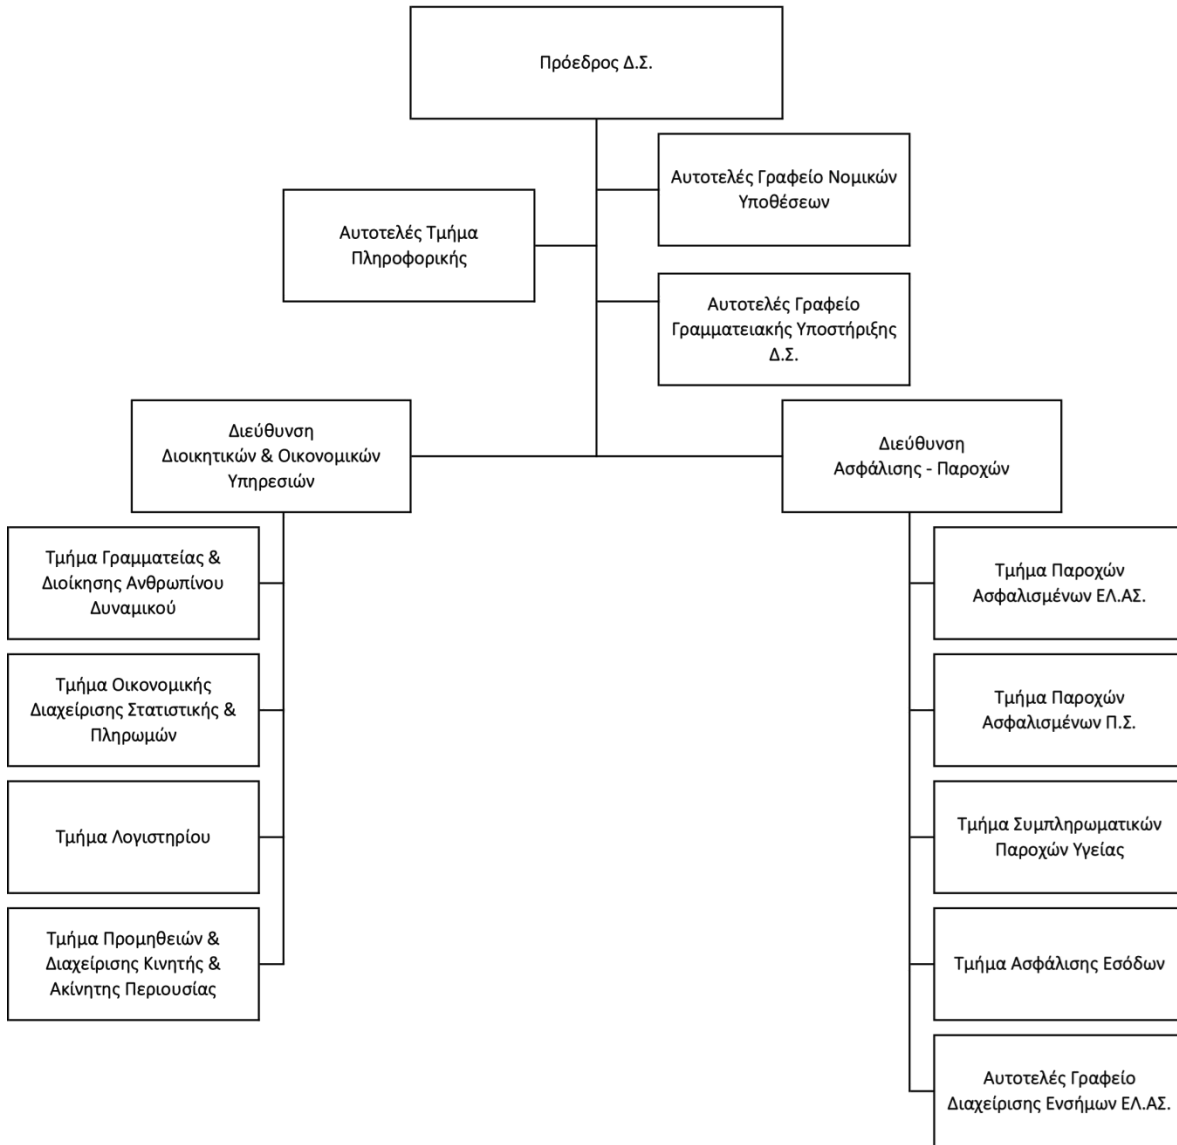 Πρόεδρος Δ.Σ.
Αυτοτελές Γραφείο Νομικών
Υποθέσεων
Αυτοτελές Τμήμα
Πληροφορικής
Αυτοτελές Γραφείο
Γραμματειακής Υποστήριξης
Δ.Σ.
Διεύθυνση
Διοικητικών & Οικονομικών
Υπηρεσιών
Διεύθυνση
Ασφάλισης - Παροχών
Τμήμα Γραμματείας &
Διοίκησης Ανθρωπίνου
Δυναμικού
Τμήμα Οικονομικής
Διαχείρισης Στατιστικής &
Πληρωμών
Τμήμα Λογιστηρίου
Τμήμα Προμηθειών &
Διαχείρισης Κινητής &
Ακίνητης Περιουσίας
Τμήμα Παροχών
Ασφαλισμένων ΕΛ.ΑΣ.
Τμήμα Παροχών
Ασφαλισμένων Π.Σ.
Τμήμα Συμπληρωματικών
Παροχών Υγείας
Τμήμα Ασφάλισης Εσόδων
Αυτοτελές Γραφείο
Διαχείρισης Ενσήμων ΕΛ.ΑΣ.